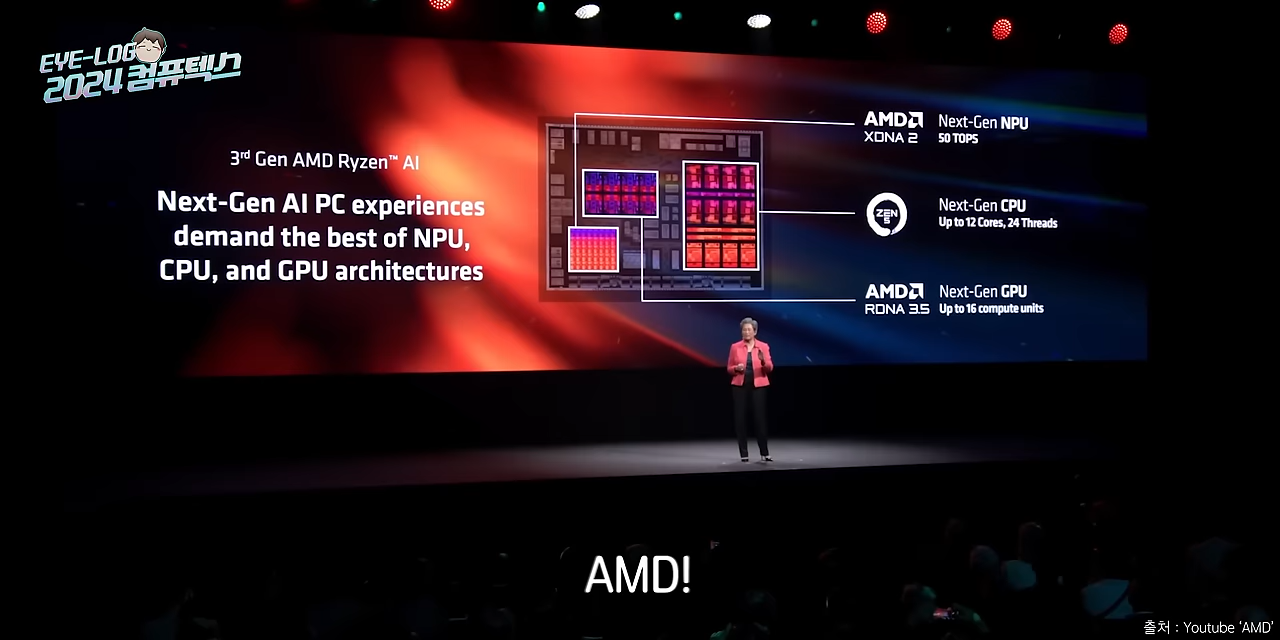 EYE-LOG
2024 컴퓨텍스
3rd Gen AMD Ryzen™ AI
Next-Gen AI PC experiences
demand the best of NPU,
CPU, and GPU architectures
AMD
XDNA 2
Next-Gen NPU
50 TOPS
ZEN
5
Next-Gen CPU
Up to 12 Cores, 24 Threads
AMD
RDNA 3.5
Next-Gen GPU
Up to 16 compute units
AMD!
출처 : Youtube 'AMD'